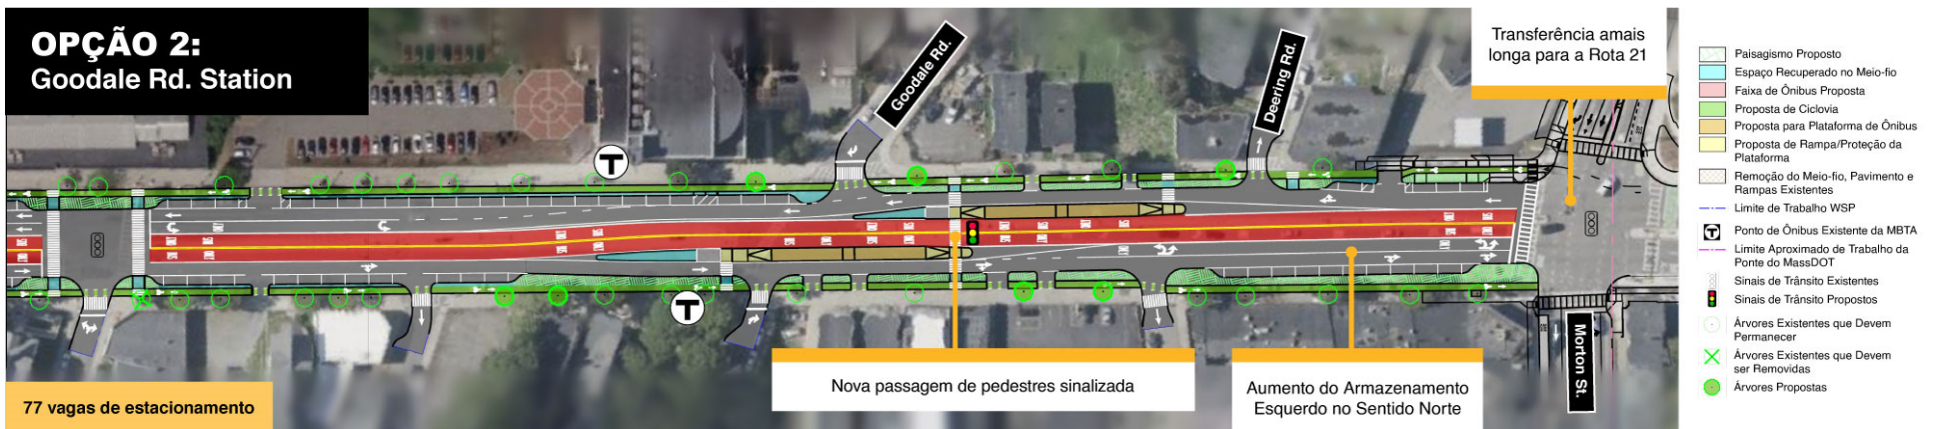 OPÇÃO 2:
Goodale Rd. Station
Goodale Rd.
Deering Rd.
Transferência amais
longa para a Rota 21
T
T
Nova passagem de pedestres sinalizada
Aumento do Armazenamento
Esquerdo no Sentido Norte
Morton St.
77 vagas de estacionamento
Paisagismo Proposto
Espaço Recuperado no Meio-fio
Faixa de Ônibus Proposta
Proposta de Ciclovia
Proposta para Plataforma de Ônibus
Proposta de Rampa/Proteção da
Plataforma
Remoção do Meio-fio, Pavimento e
Rampas Existentes
Limite de Trabalho WSP
T
Ponto de Ônibus Existente da MBTA
Limite Aproximado de Trabalho da
Ponte do MassDOT
Sinais de Trânsito Existentes
Sinais de Trânsito Propostos
Árvores Existentes que Devem
Permanecer
Árvores Existentes que Devem
ser Removidas
Árvores Propostas